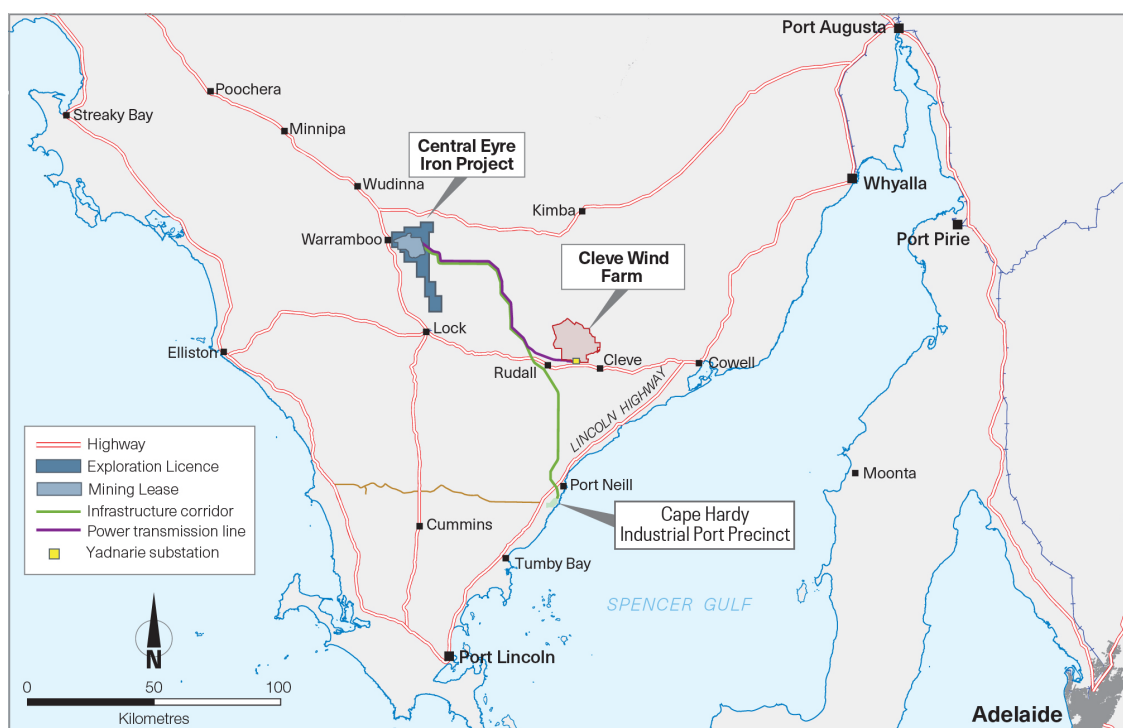 Port Augusta
Poochera
Streaky Bay
Minnipa
Central Eyre
Iron Project
Wudinna
Whyalla
Kimba
Warramboo
Port Pirie
Cleve Wind
Farm
Lock
Elliston
Rudall
Cleve
Cowell
LINCOLN HIGHWAY
Highway
Exploration Licence
Mining Lease
Infrastructure corridor
Power transmission line
Yadnarie substation
Moonta
Port Neill
Cape Hardy
Industrial Port Precinct
Cummins
Tumby Bay
SPENCER GULF
N
Port Lincoln
0 50 100
Kilometres
Adelaide